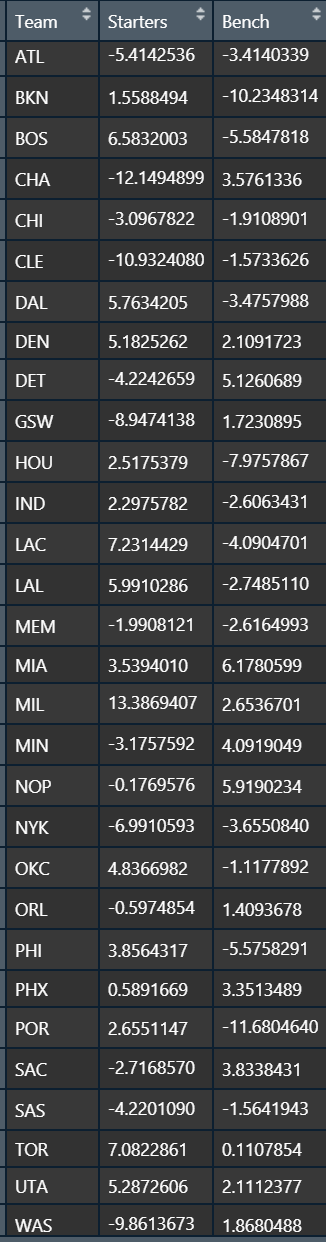 Team Starters Bench
ATL -5.4142536 -3.4140339
BKN 1.5588494 -10.2348314
BOS 6.5832003 -5.5847818
CHA -12.1494899 3.5761336
CHI -3.0967822 -1.9108901
CLE -10.9324080 -1.5733626
DAL 5.7634205 -3.4757988
DEN 5.1825262 2.1091723
DET -4.2242659 5.1260689
GSW -8.9474138 1.7230895
HOU 2.5175379 -7.9757867
IND 2.2975782 -2.6063431
LAC 7.2314429 -4.0904701
LAL 5.9910286 -2.7485110
MEM -1.9908121 -2.6164993
MIA 3.5394010 6.1780599
MIL 13.3869407 2.6536701
MIN -3.1757592 4.0919049
NOP -0.1769576 5.9190234
NYK -6.9910593 -3.6550840
OKC 4.8366982 -1.1177892
ORL -0.5974854 1.4093678
PHI 3.8564317 -5.5758291
PHX 0.5891669 3.3513489
POR 2.6551147 -11.6804640
SAC -2.7168570 3.8338431
SAS -4.2201090 -1.5641943
TOR 7.0822861 0.1107854
UTA 5.2872606 2.1112377
WAS -9.8613673 1.8680488